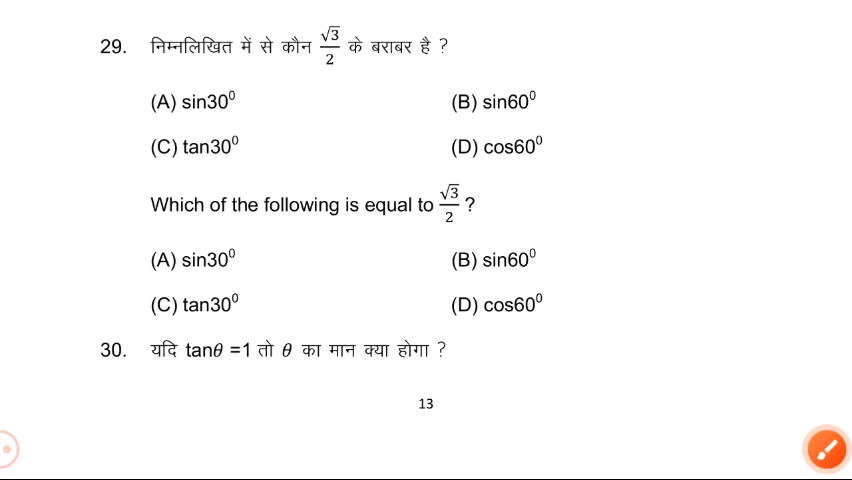 29. निम्नलिखित में से कौन √3/2 के बराबर है ?
(A) sin30⁰ (B) sin60⁰
(C) tan30⁰ (D) cos60⁰
Which of the following is equal to √3/2 ?
(A) sin30⁰ (B) sin60⁰
(C) tan30⁰ (D) cos60⁰
30. यदि tanθ =1 तो θ का मान क्या होगा ?
13